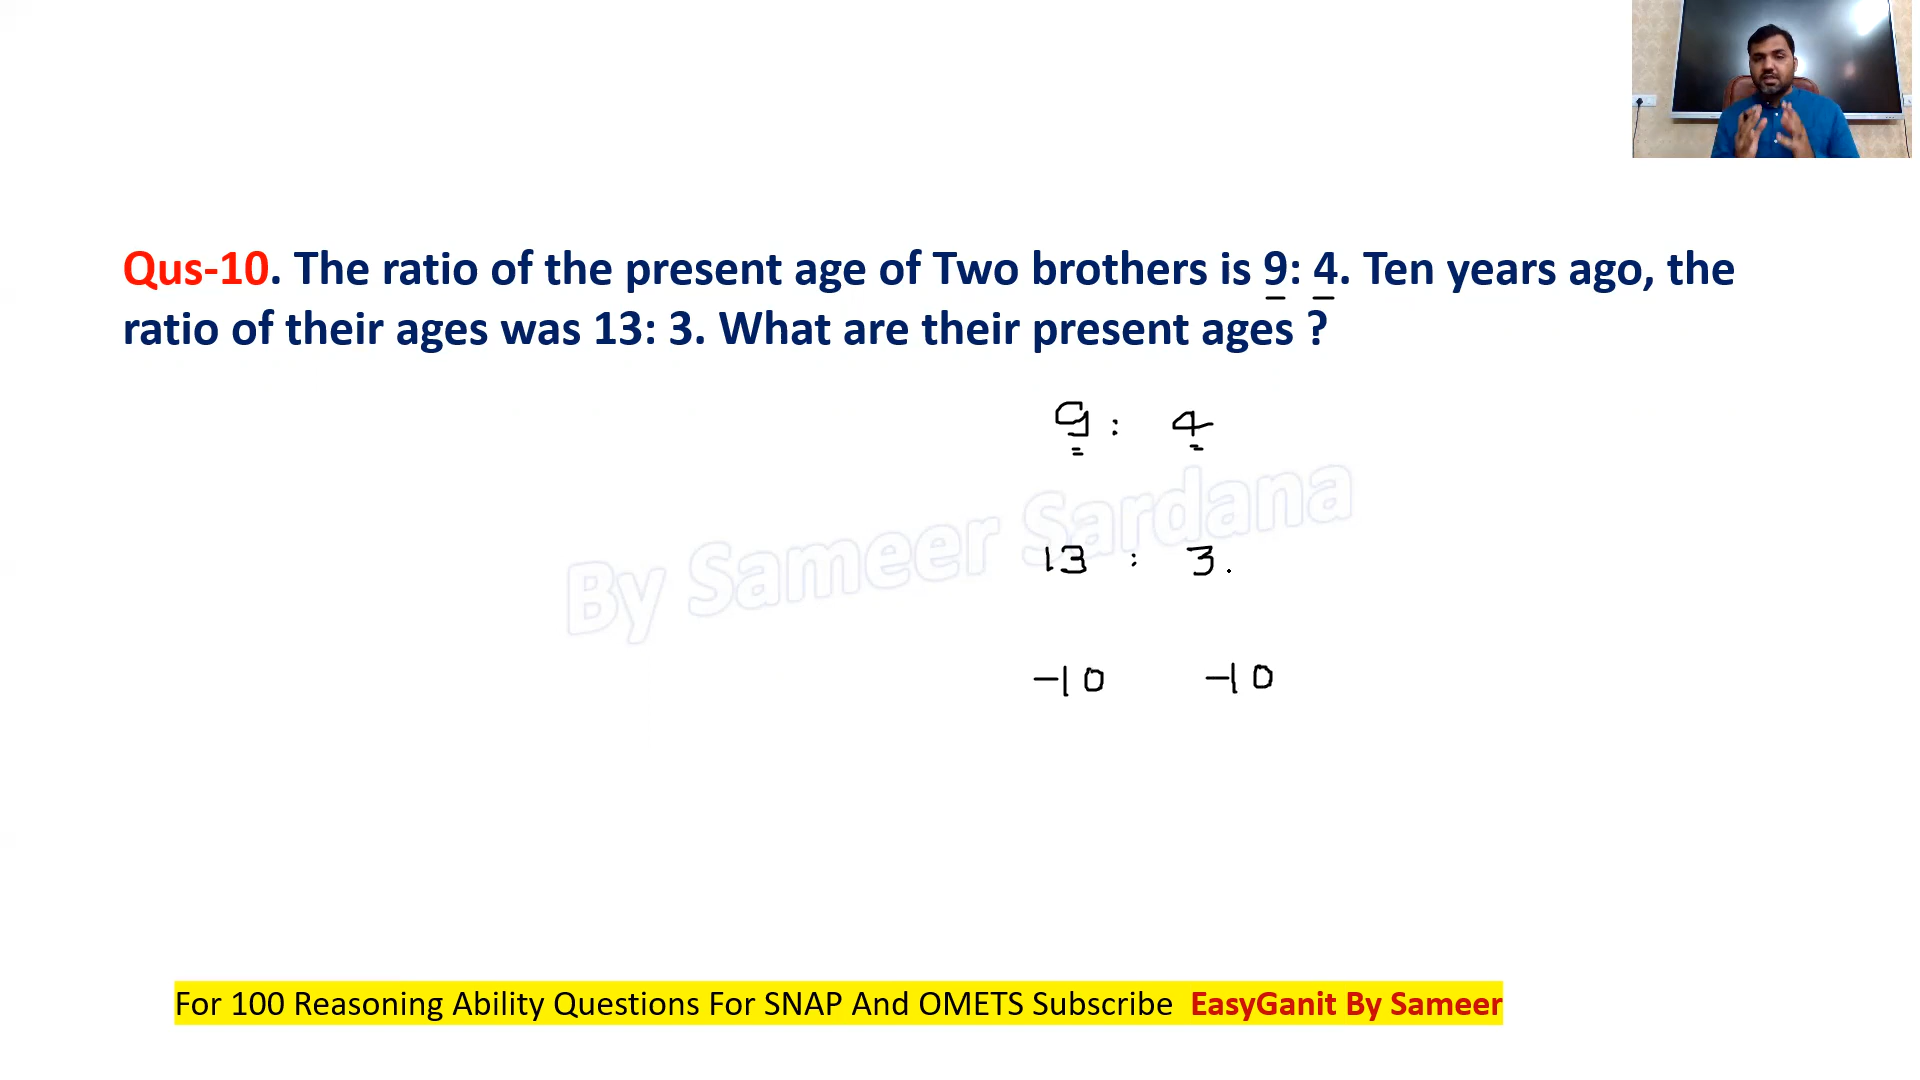 Qus-10. The ratio of the present age of Two brothers is 9: 4. Ten years ago, the
ratio of their ages was 13: 3. What are their present ages ?
9 : 4
By Sameer Sardana
13 : 3.
-10 -10
For 100 Reasoning Ability Questions For SNAP And OMETS Subscribe EasyGanit By Sameer